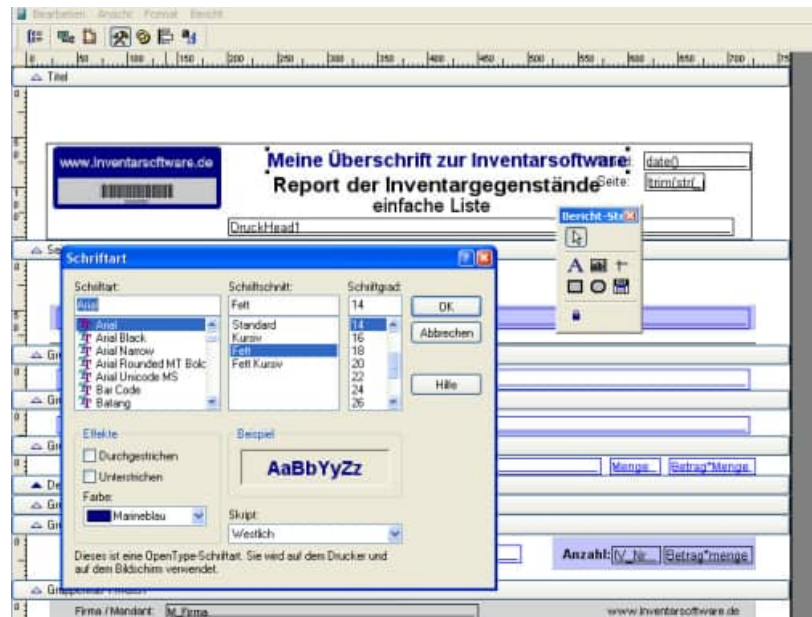 Bearbeiten Ansicht Format Bericht
Titel
www.inventarsoftware.de
Meine Überschrift zur Inventarsoftware
date()
Report der Inventargegenstände
Seite:
ltrim(str(_
einfache Liste
DruckHead1
Bericht-Ste
Schriftart
Schriftart:
Schriftschnitt:
Schriftgrad:
Arial
Fett
14
OK
Abbrechen
Hilfe
Arial
Arial Black
Arial Narrow
Arial Rounded MT Bolc
Arial Unicode MS
Bar Code
Batang
Standard
Kursiv
Fett
Fett Kursiv
14
16
18
20
22
24
26
Effekte
Durchgestrichen
Unterstrichen
Farbe:
Marineblau
Beispiel
AaBbYyZz
Skript:
Westlich
Dieses ist eine OpenType-Schriftart. Sie wird auf dem Drucker und
auf dem Bildschirm verwendet.
Menge
Betrag*Menge
Anzahl:
Betrag*menge
Firma / Mandant:
M_Firma
www.inventarsoftware.de